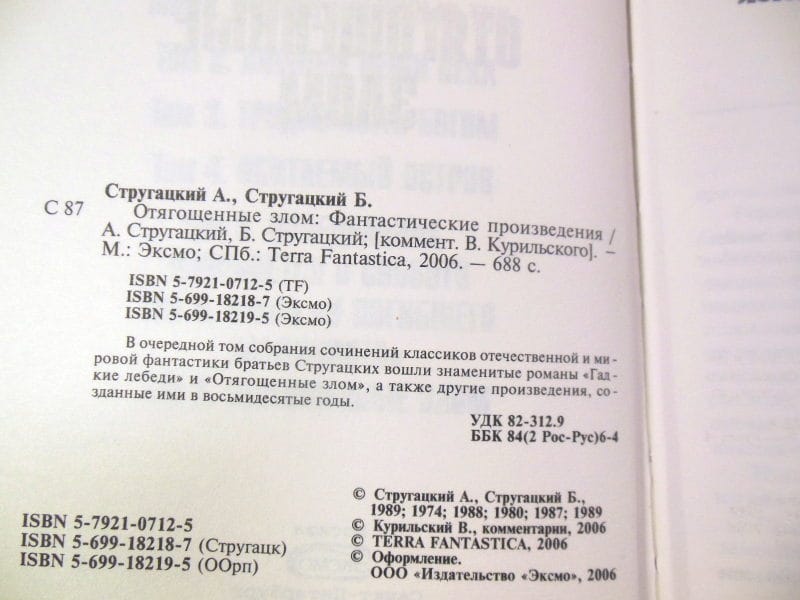 Стругацкий А., Стругацкий Б.
С 87
Отягощенные злом: Фантастические произведения /
А. Стругацкий, Б. Стругацкий; [коммент. В. Курильского]. –
М.: Эксмо; СПб.: Terra Fantastica, 2006. — 688 с.
ISBN 5-7921-0712-5 (TF)
ISBN 5-699-18218-7 (Эксмо)
ISBN 5-699-18219-5 (Эксмо)
В очередной том собрания сочинений классиков отечественной и ми-
ровой фантастики братьев Стругацких вошли знаменитые романы «Гад-
кие лебеди» и «Отягощенные злом», а также другие произведения, со-
зданные ими в восьмидесятые годы.
УДК 82-312.9
ББК 84(2 Рос-Рус)6-4
© Стругацкий А., Стругацкий Б.,
1989; 1974; 1988; 1980; 1987; 1989
© Курильский В., комментарии, 2006
© TERRA FANTASTICA, 2006
© Оформление.
ООО «Издательство «Эксмо», 2006
ISBN 5-7921-0712-5
ISBN 5-699-18218-7 (Стругацк)
ISBN 5-699-18219-5 (ООрп)